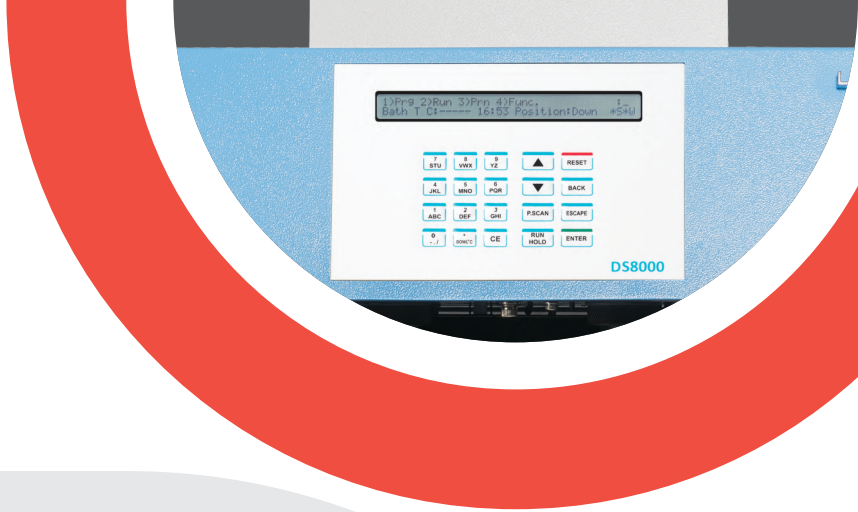 1)Prg 2)Run 3)Prn 4)Func. :_
Bath T C:----- 16:53 Position:Down *S*W
7 8 9 ▲ RESET
STU VWX YZ
4 5 6 ▼ BACK
JKL MNO PQR
1 2 3 P.SCAN ESCAPE
ABC DEF GHI
0 * CE RUN HOLD ENTER
- . /
DS8000